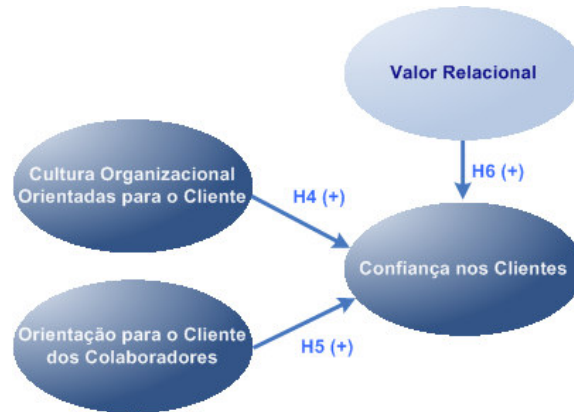 Valor Relacional
Cultura Organizacional
Orientadas para o Cliente
H4 (+)
H6 (+)
Confiança nos Clientes
Orientação para o Cliente
dos Colaboradores
H5 (+)